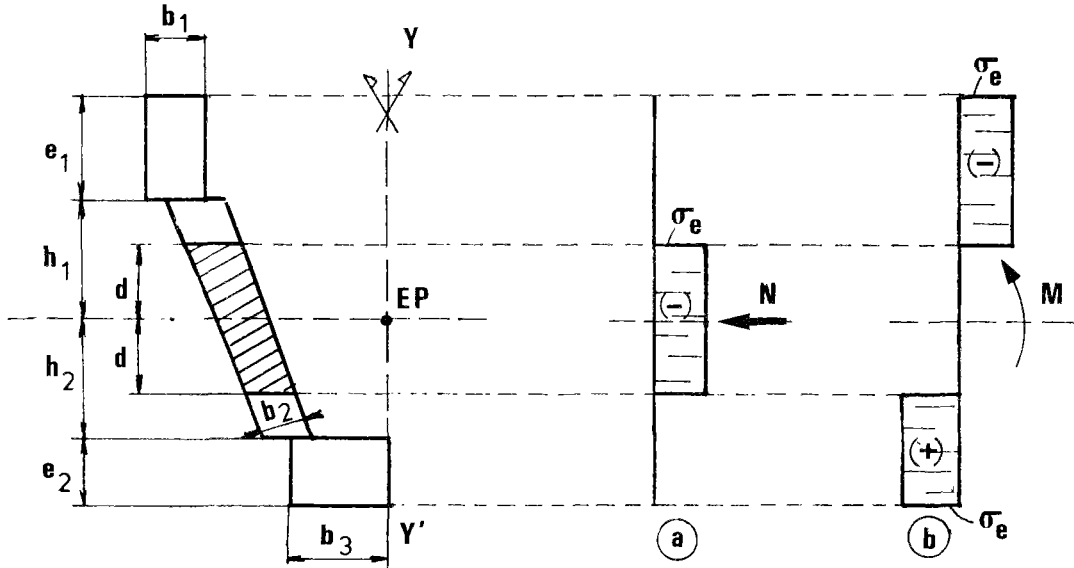 b₁
Y
σₑ
e₁
(−)
h₁
d
σₑ
EP
(−)
N
M
h₂
d
b₂
e₂
(+)
b₃
Y'
a
b
σₑ